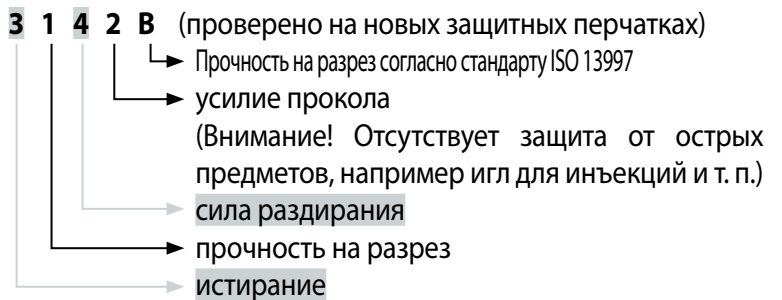 3 1 4 2 B (проверено на новых защитных перчатках)
Прочность на разрез согласно стандарту ISO 13997
усилие прокола
(Внимание! Отсутствует защита от острых
предметов, например игл для инъекций и т. п.)
сила раздирания
прочность на разрез
истирание